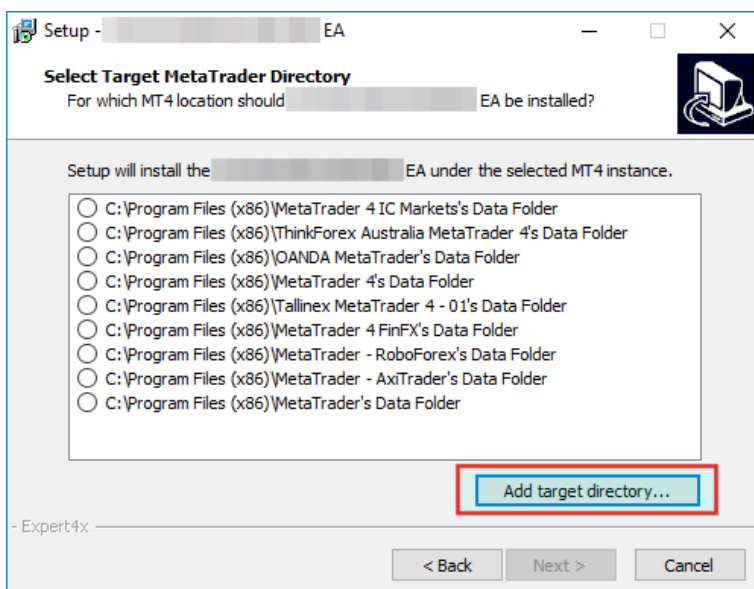 Setup - EA
Select Target MetaTrader Directory
For which MT4 location should EA be installed?
Setup will install the EA under the selected MT4 instance.
C:\Program Files (x86)\MetaTrader 4 IC Markets's Data Folder
C:\Program Files (x86)\ThinkForex Australia MetaTrader 4's Data Folder
C:\Program Files (x86)\OANDA MetaTrader's Data Folder
C:\Program Files (x86)\MetaTrader 4's Data Folder
C:\Program Files (x86)\Tallinex MetaTrader 4 - 01's Data Folder
C:\Program Files (x86)\MetaTrader 4 FinFX's Data Folder
C:\Program Files (x86)\MetaTrader - RoboForex's Data Folder
C:\Program Files (x86)\MetaTrader - AxiTrader's Data Folder
C:\Program Files (x86)\MetaTrader's Data Folder
Add target directory...
- Expert4x
< Back Next > Cancel